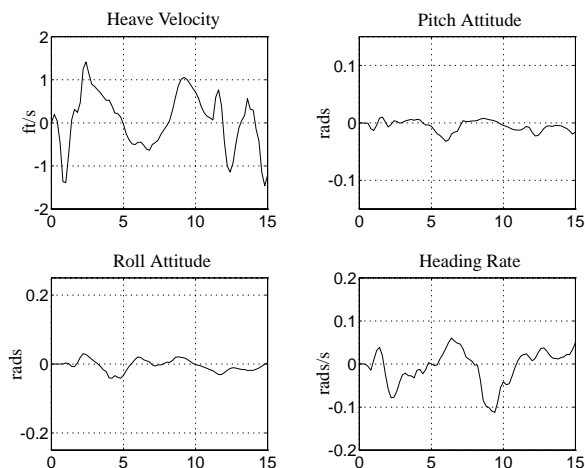 Heave Velocity
2
1
0
-1
-2
ft/s
0 5 10 15
Pitch Attitude
0.1
0
-0.1
rads
0 5 10 15
Roll Attitude
0.2
0
-0.2
rads
0 5 10 15
Heading Rate
0.2
0.1
0
-0.1
-0.2
rads/s
0 5 10 15